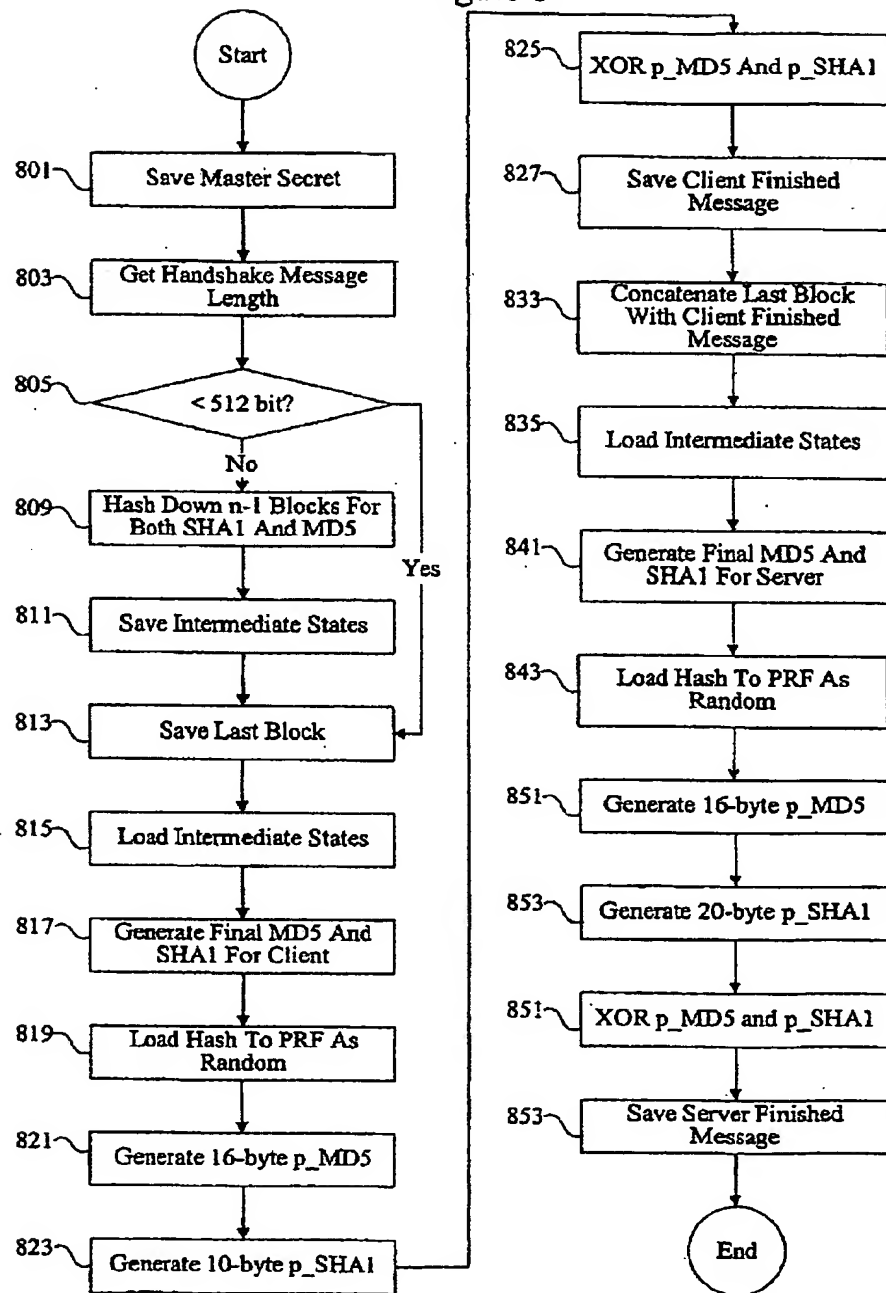 Start
801
Save Master Secret
803
Get Handshake Message
Length
805
< 512 bit?
No
Yes
809
Hash Down n-1 Blocks For
Both SHA1 And MD5
811
Save Intermediate States
813
Save Last Block
815
Load Intermediate States
817
Generate Final MD5 And
SHA1 For Client
819
Load Hash To PRF As
Random
821
Generate 16-byte p_MD5
823
Generate 10-byte p_SHA1
825
XOR p_MD5 And p_SHA1
827
Save Client Finished
Message
833
Concatenate Last Block
With Client Finished
Message
835
Load Intermediate States
841
Generate Final MD5 And
SHA1 For Server
843
Load Hash To PRF As
Random
851
Generate 16-byte p_MD5
853
Generate 20-byte p_SHA1
851
XOR p_MD5 and p_SHA1
853
Save Server Finished
Message
End